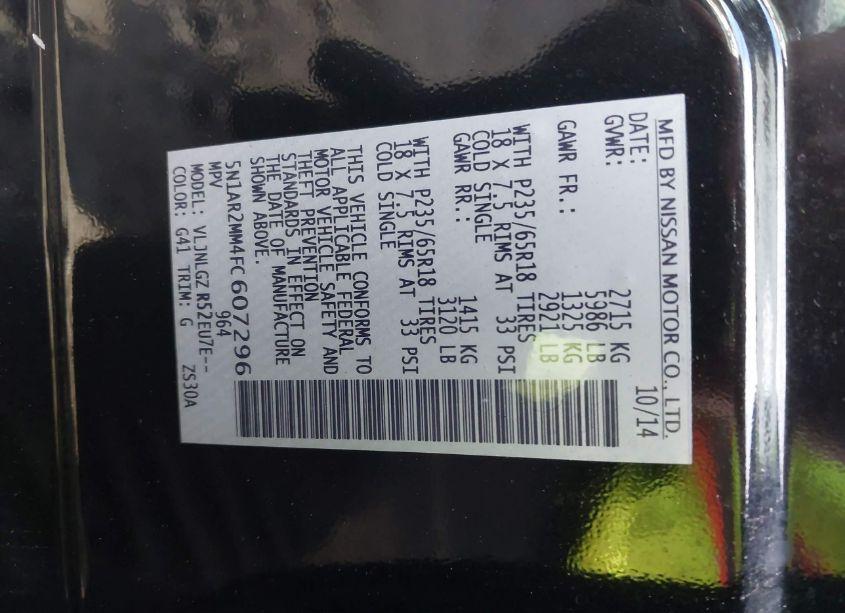 MFD BY NISSAN MOTOR CO., LTD.
DATE: 10/14
GVWR: 2715 KG
5986 LB
GAWR FR.: 1325 KG
2921 LB
WITH P235/65R18 TIRES
18 X 7.5 RIMS AT 33 PSI
COLD SINGLE
GAWR RR.: 1415 KG
3120 LB
WITH P235/65R18 TIRES
18 X 7.5 RIMS AT 33 PSI
COLD SINGLE
THIS VEHICLE CONFORMS TO
ALL APPLICABLE FEDERAL
MOTOR VEHICLE SAFETY AND
THEFT PREVENTION
STANDARDS IN EFFECT ON
THE DATE OF MANUFACTURE
SHOWN ABOVE.
5N1AR2MM4FC607296
MPV 964
MODEL: VLJNLGZ R52EU7E--
COLOR: G41 TRIM: G ZS30A